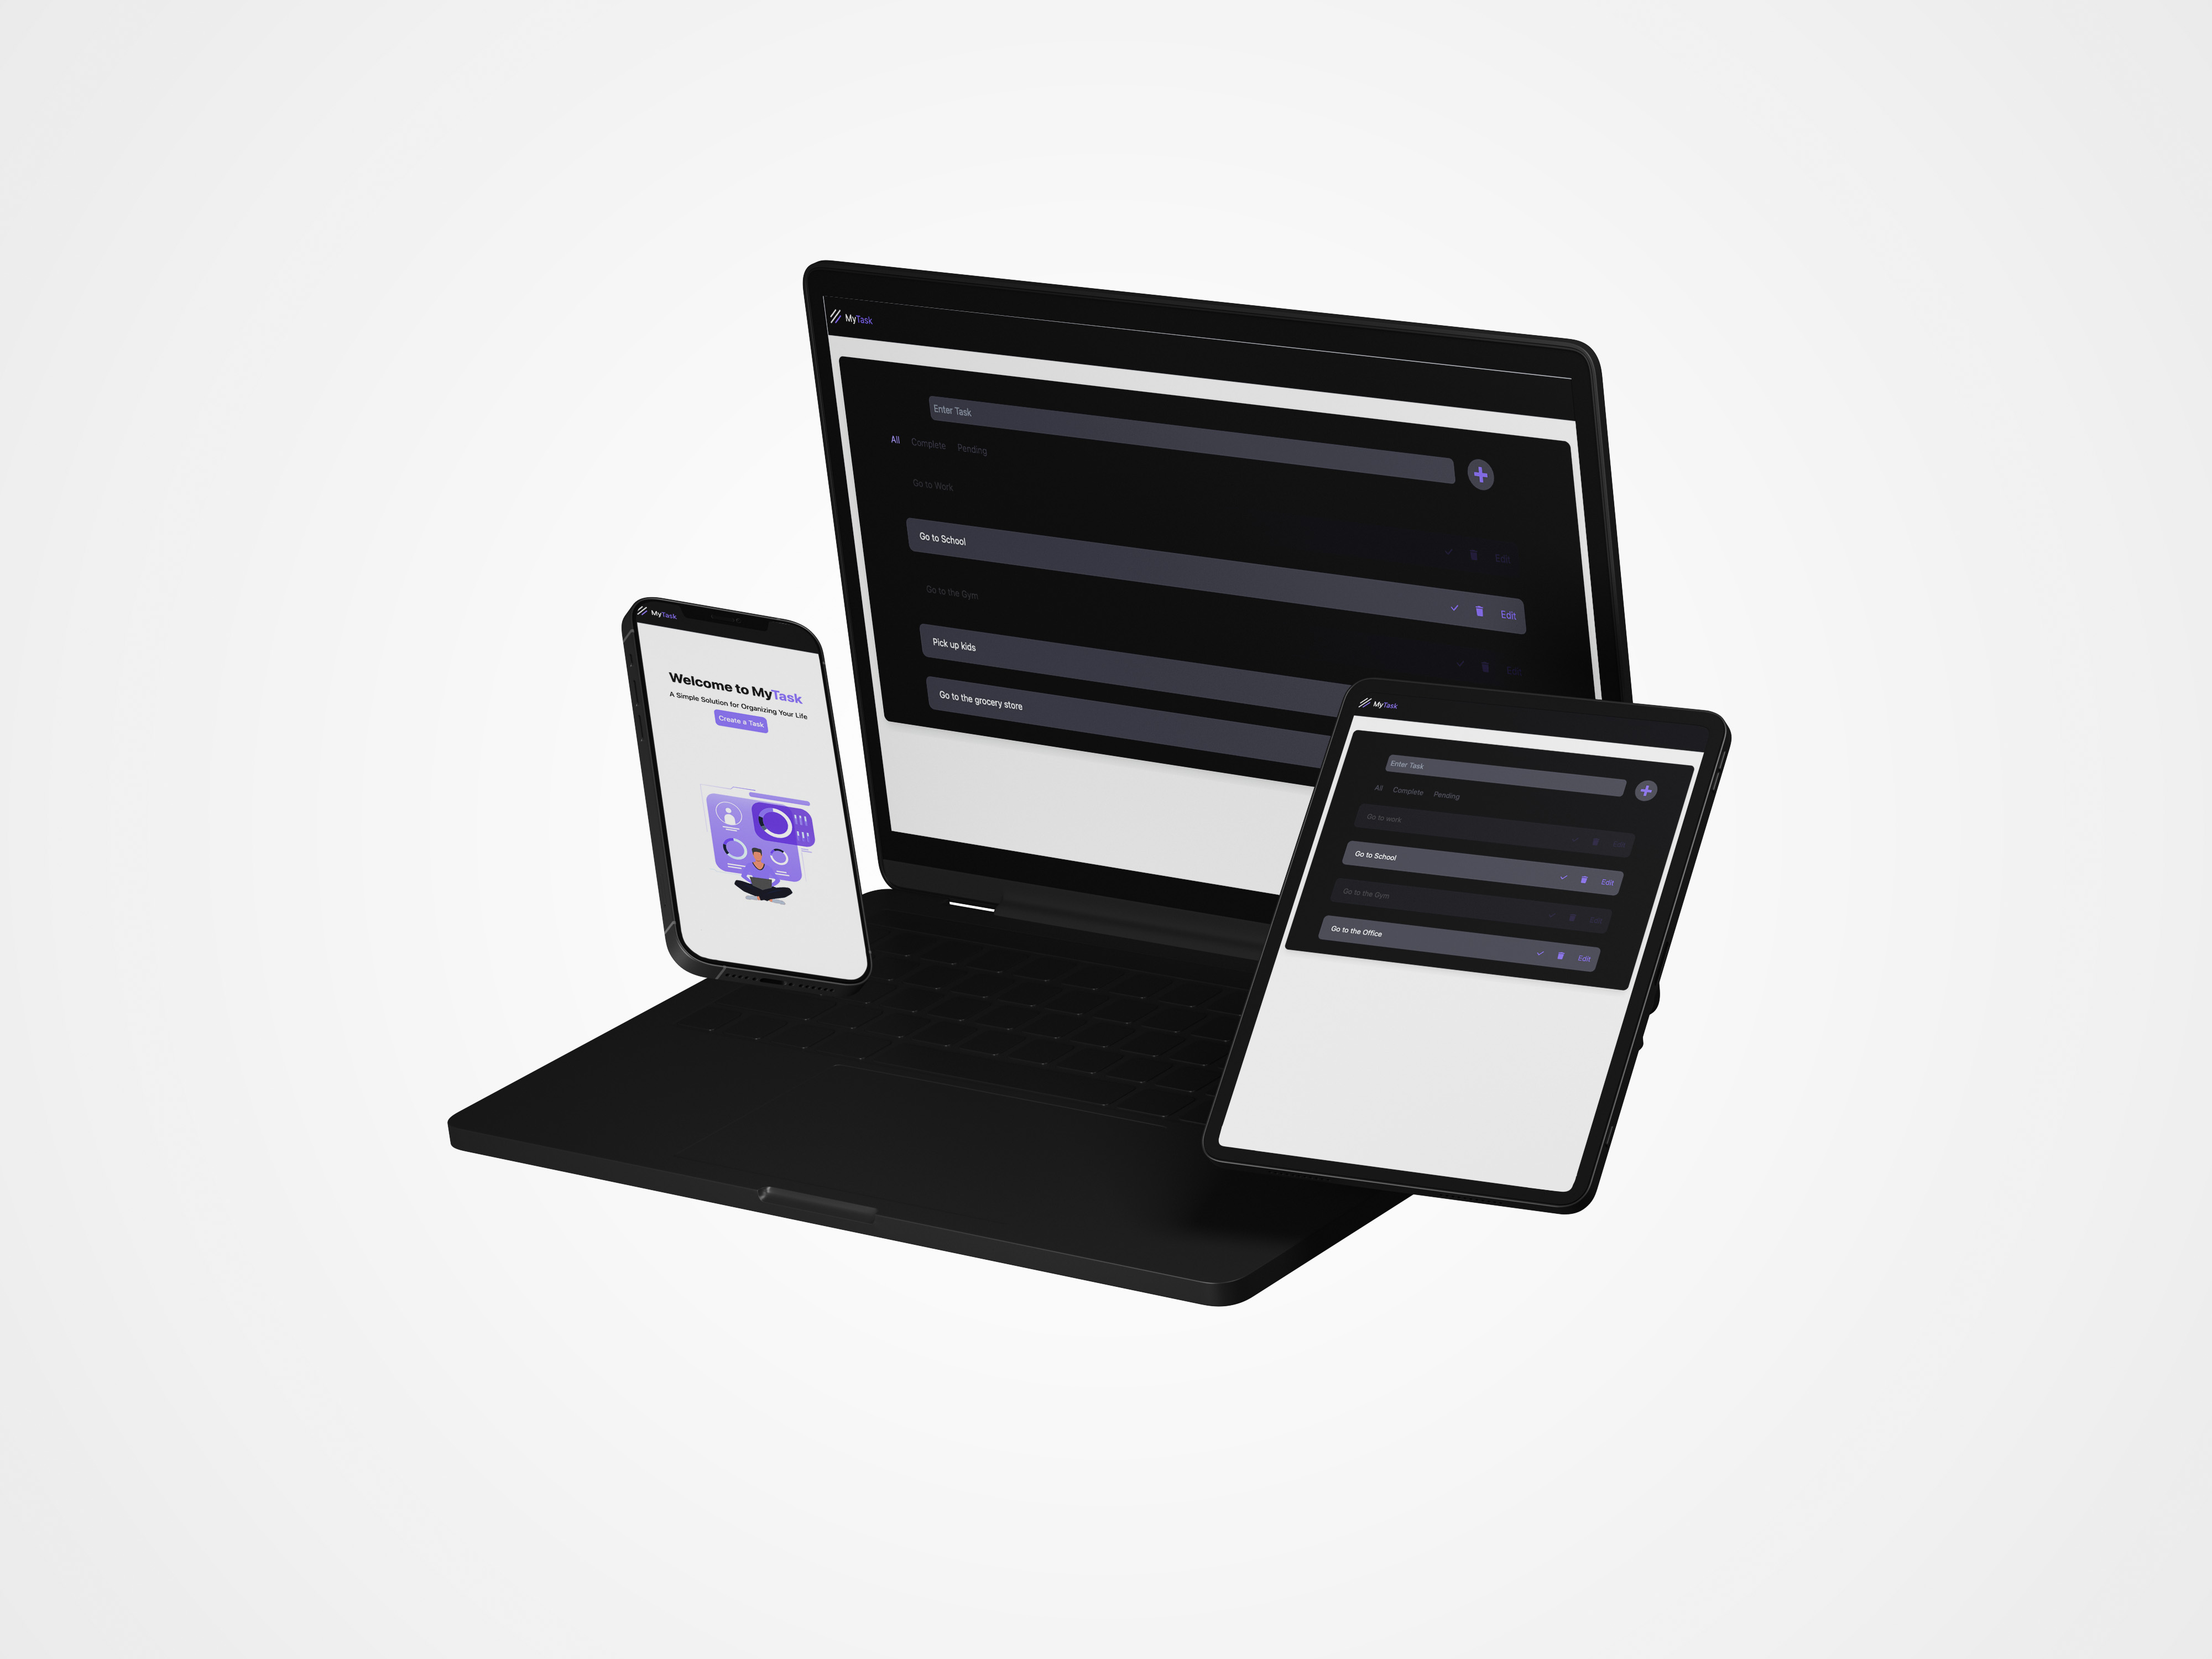 MyTask
Enter Task
All Complete Pending
Go to Work
Edit
Go to School
Edit
Go to the Gym
Edit
Pick up kids
Go to the grocery store
MyTask
Welcome to MyTask
A Simple Solution for Organizing Your Life
Create a Task
MyTask
Enter Task
All Complete Pending
Go to work
Edit
Go to School
Edit
Go to the Gym
Edit
Go to the Office
Edit